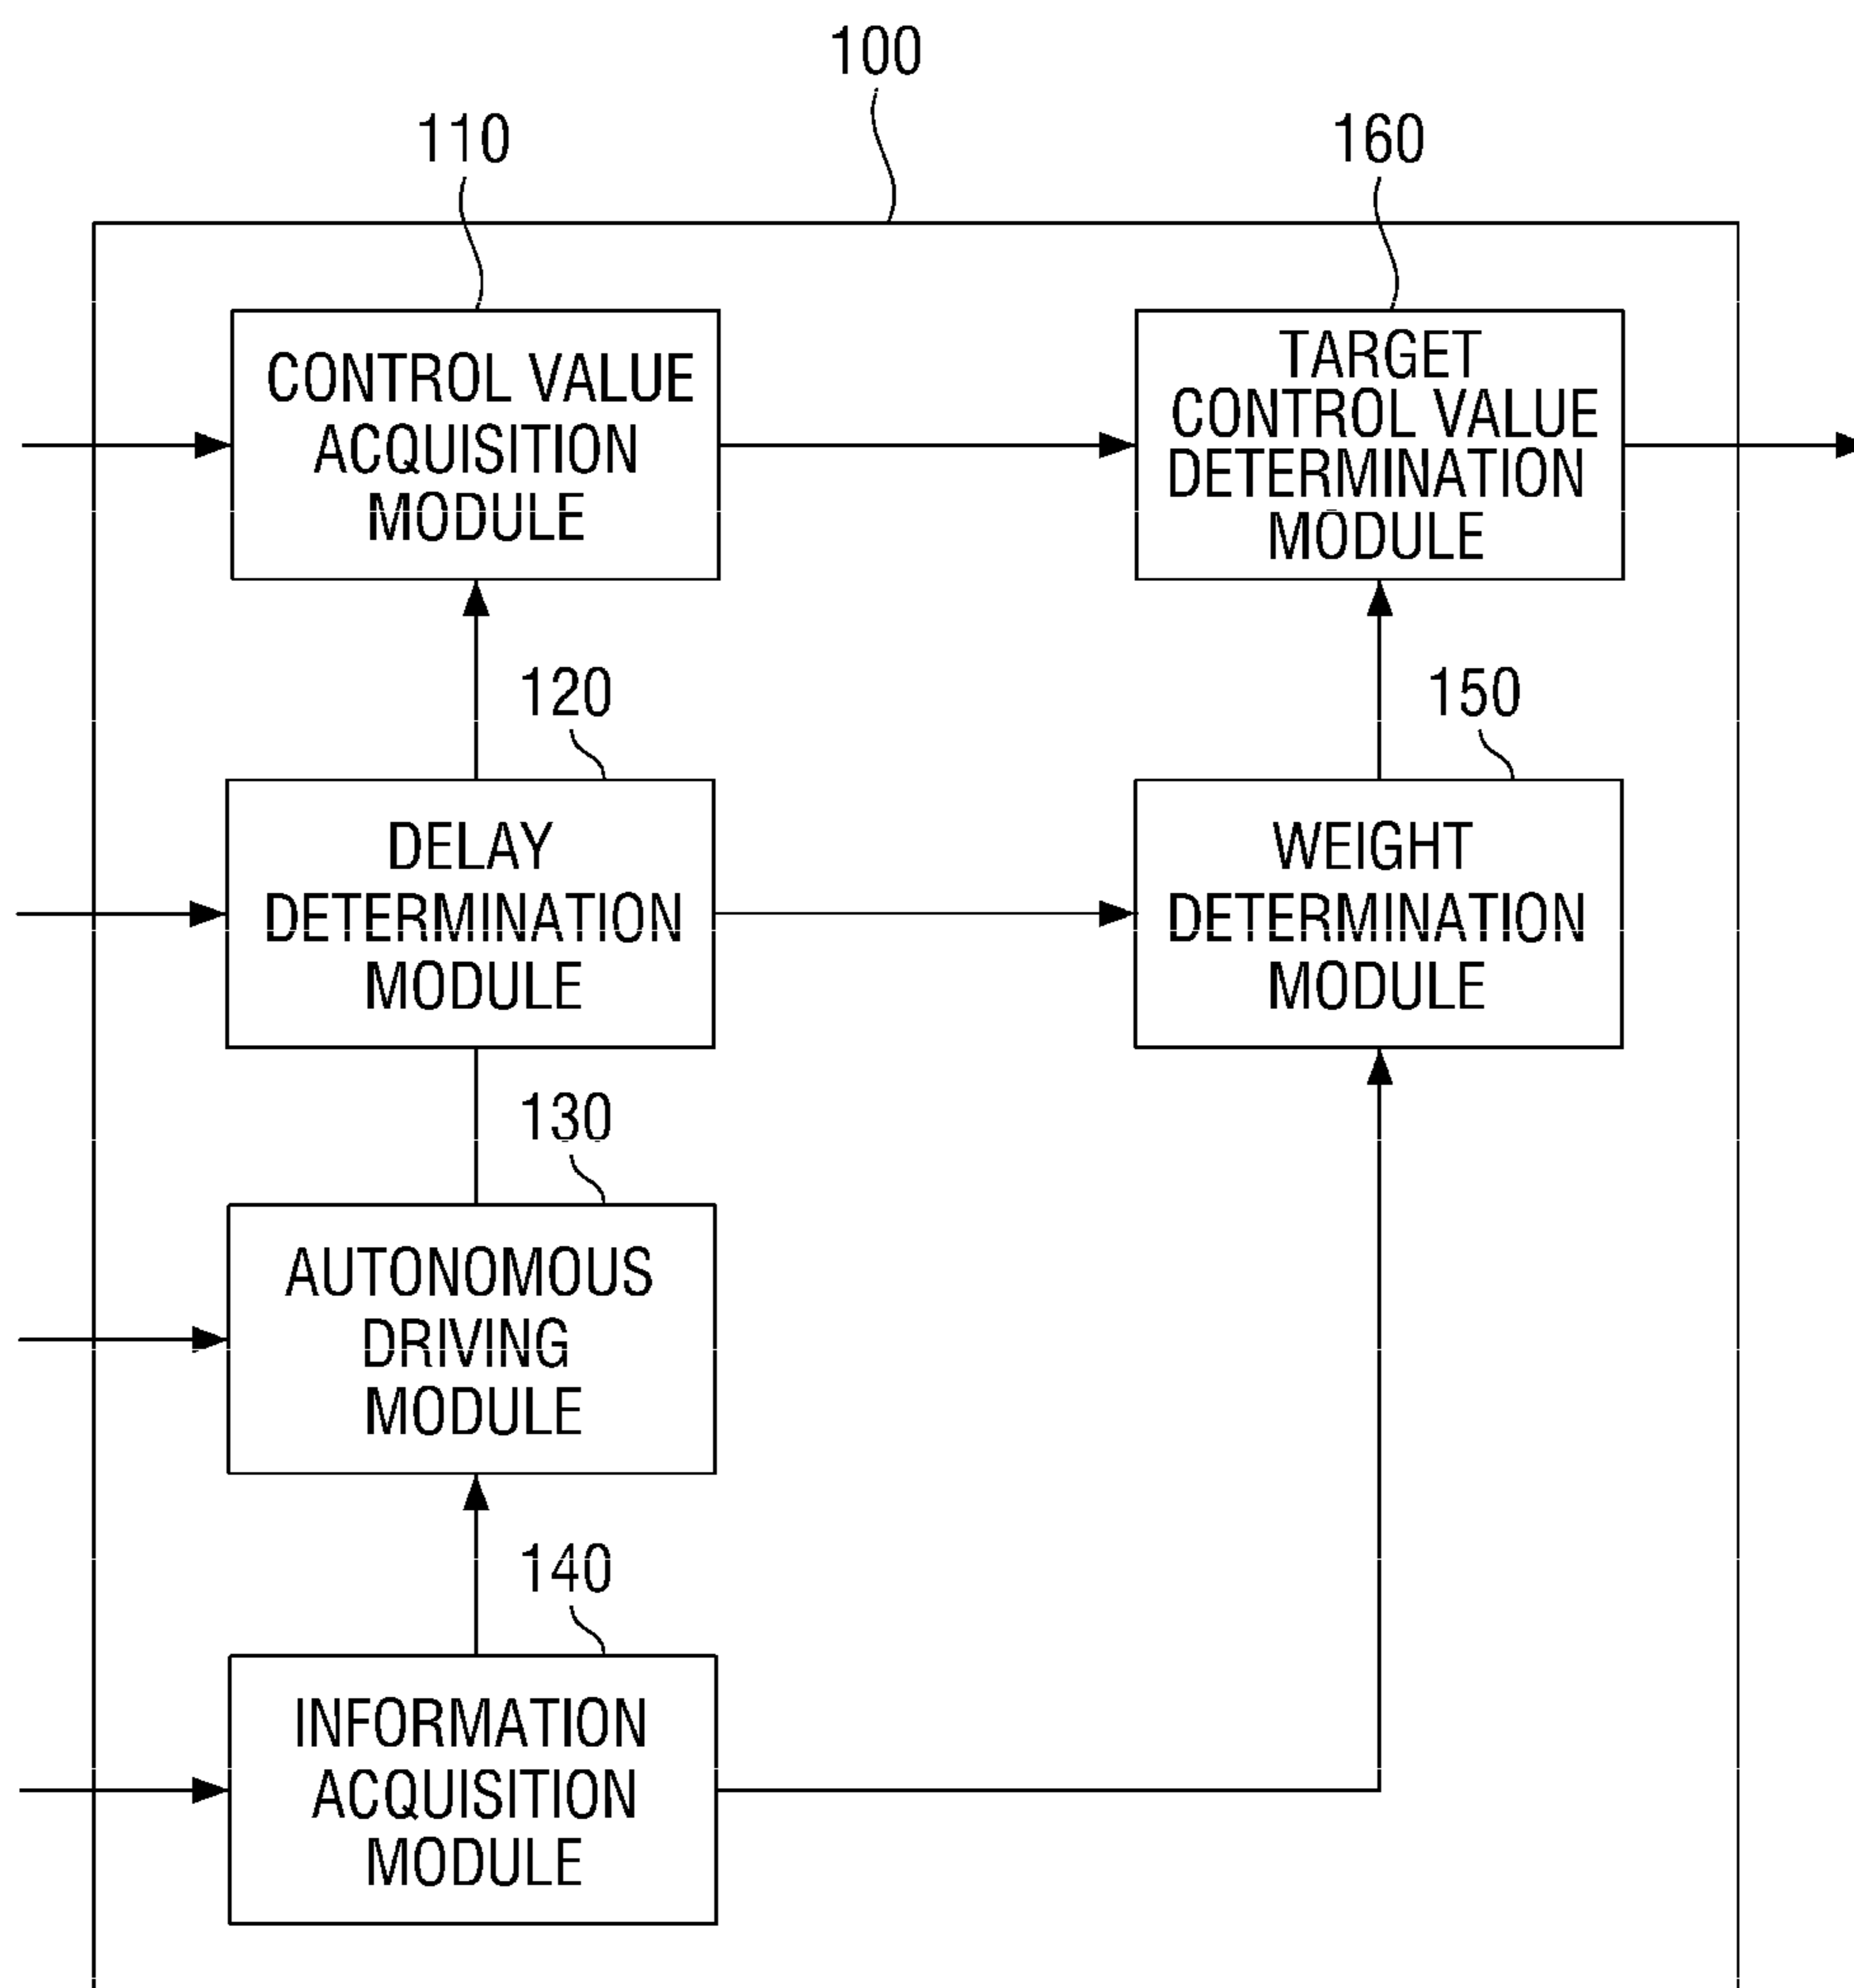 100
110
160
CONTROL VALUE
ACQUISITION
MODULE
TARGET
CONTROL VALUE
DETERMINATION
MODULE
120
150
DELAY
DETERMINATION
MODULE
WEIGHT
DETERMINATION
MODULE
130
AUTONOMOUS
DRIVING
MODULE
140
INFORMATION
ACQUISITION
MODULE